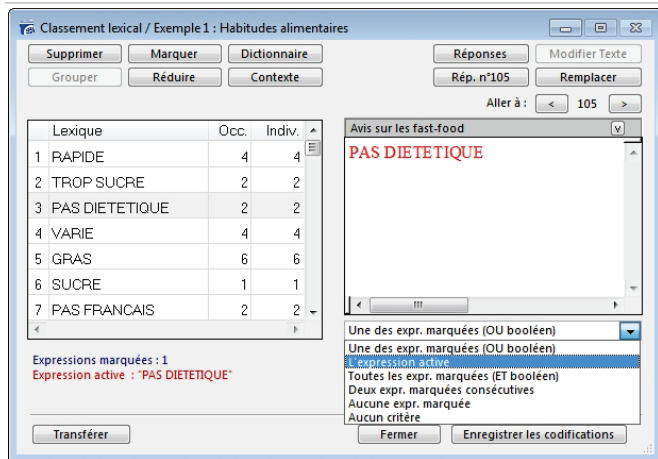 Classement lexical / Exemple 1 : Habitudes alimentaires
Supprimer Marquer Dictionnaire Réponses Modifier Texte
Grouper Réduire Contexte Rép. n°105 Remplacer
Aller à : < 105 >
Lexique Occ. Indiv.
1 RAPIDE 4 4
2 TROP SUCRE 2 2
3 PAS DIETETIQUE 2 2
4 VARIE 4 4
5 GRAS 6 6
6 SUCRE 1 1
7 PAS FRANCAIS 2 2
Avis sur les fast-food
PAS DIETETIQUE
Une des expr. marquées (OU booléen)
Une des expr. marquées (OU booléen)
L'expression active
Toutes les expr. marquées (ET booléen)
Deux expr. marquées consécutives
Aucune expr. marquée
Aucun critère
Expressions marquées : 1
Expression active : "PAS DIETETIQUE"
Transférer Fermer Enregistrer les codifications